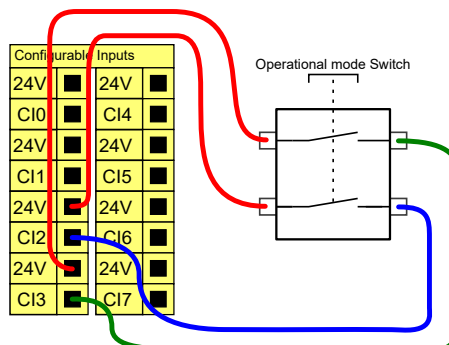 Configurable Inputs
Operational mode Switch
24V 24V
CI0 CI4
24V 24V
CI1 CI5
24V 24V
CI2 CI6
24V 24V
CI3 CI7